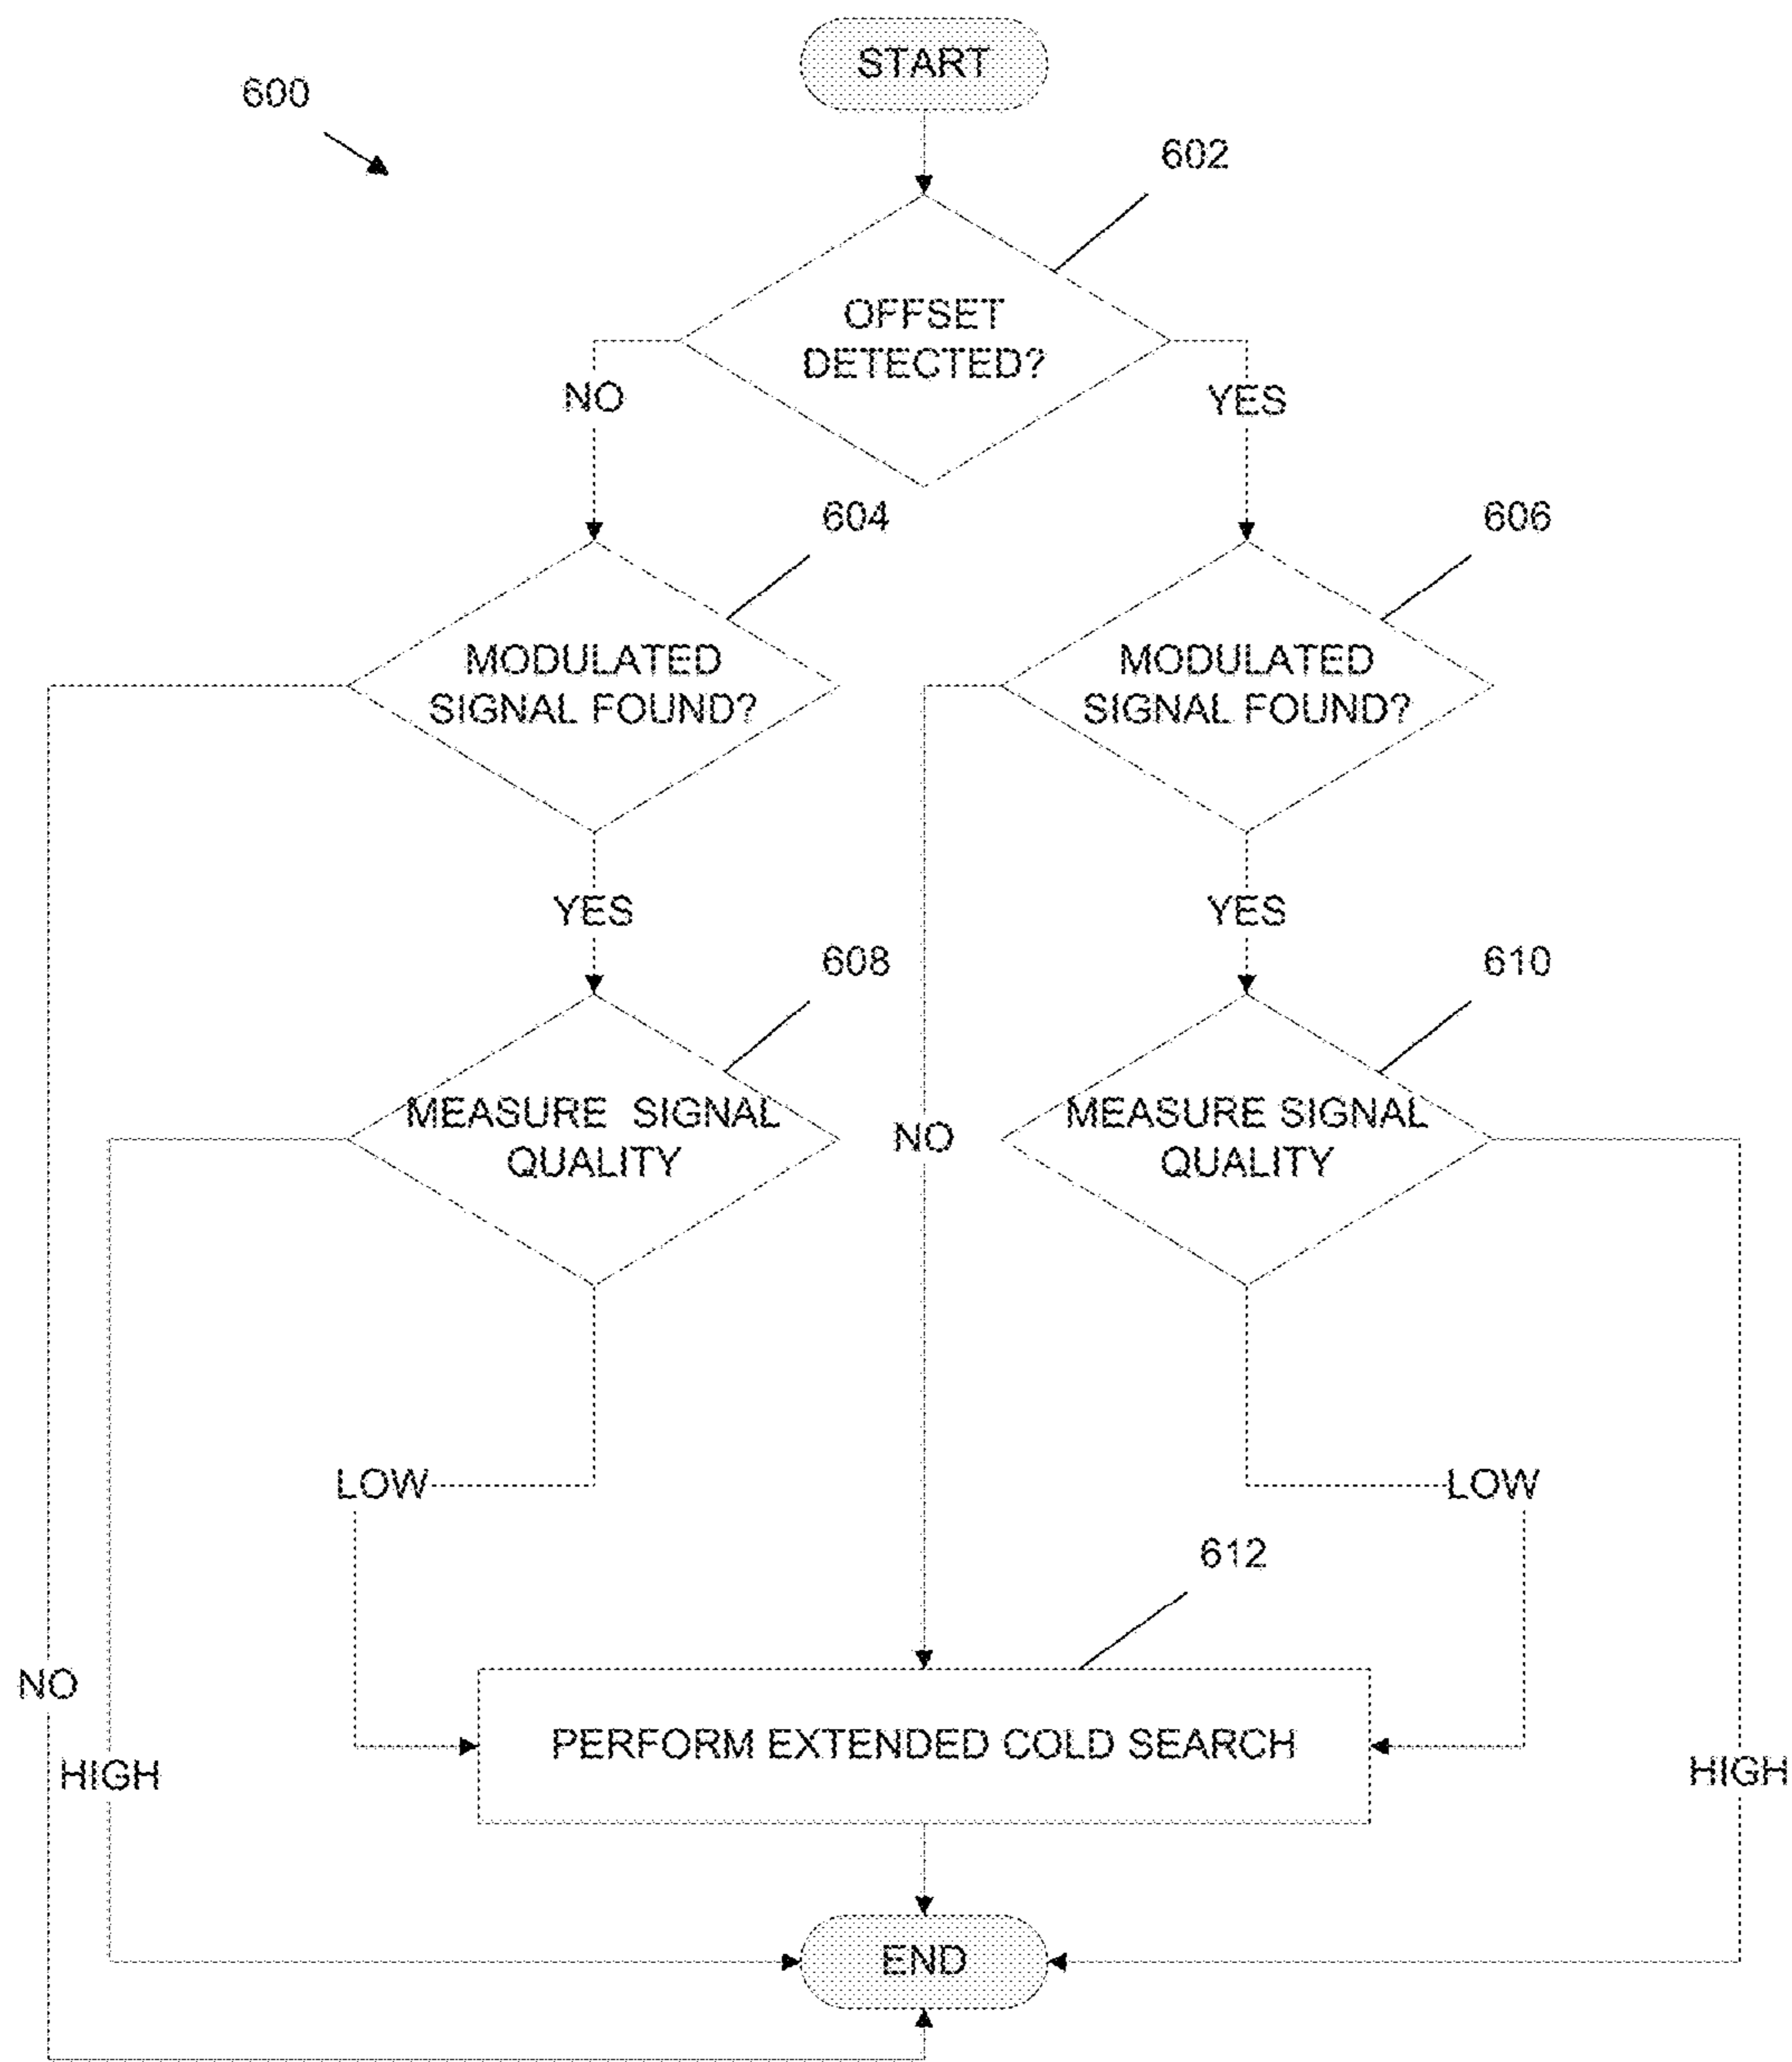 START
600
602
OFFSET
DETECTED?
NO
YES
604
606
MODULATED
SIGNAL FOUND?
MODULATED
SIGNAL FOUND?
YES
YES
608
610
MEASURE SIGNAL
QUALITY
NO
MEASURE SIGNAL
QUALITY
LOW
LOW
612
NO
PERFORM EXTENDED COLD SEARCH
HIGH
HIGH
END